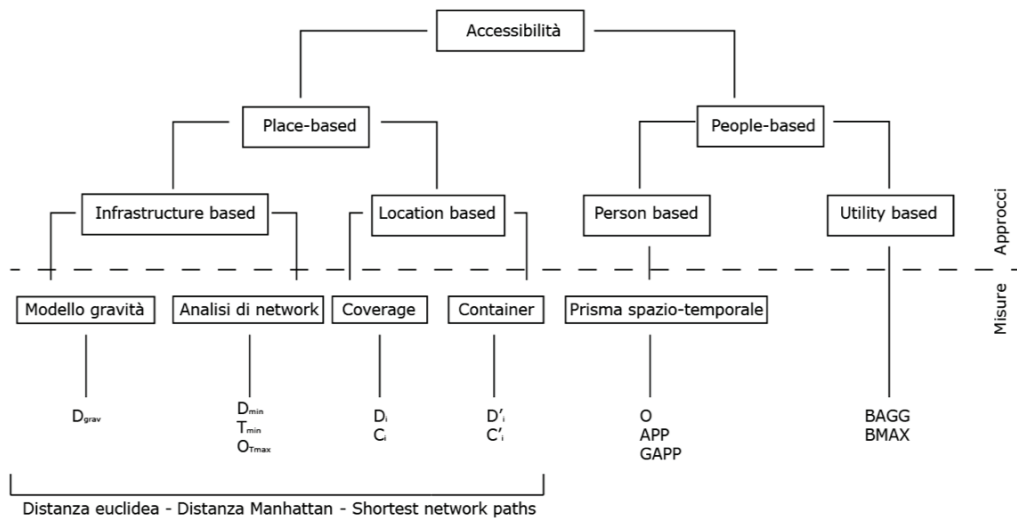 Accessibilità
Place-based
People-based
Infrastructure based
Location based
Person based
Utility based
Approcci
Misure
Modello gravità
Analisi di network
Coverage
Container
Prisma spazio-temporale
Dgrav
Dmin
Tmin
OTmax
Di
Ci
D'i
C'i
O
APP
GAPP
BAGG
BMAX
Distanza euclidea - Distanza Manhattan - Shortest network paths